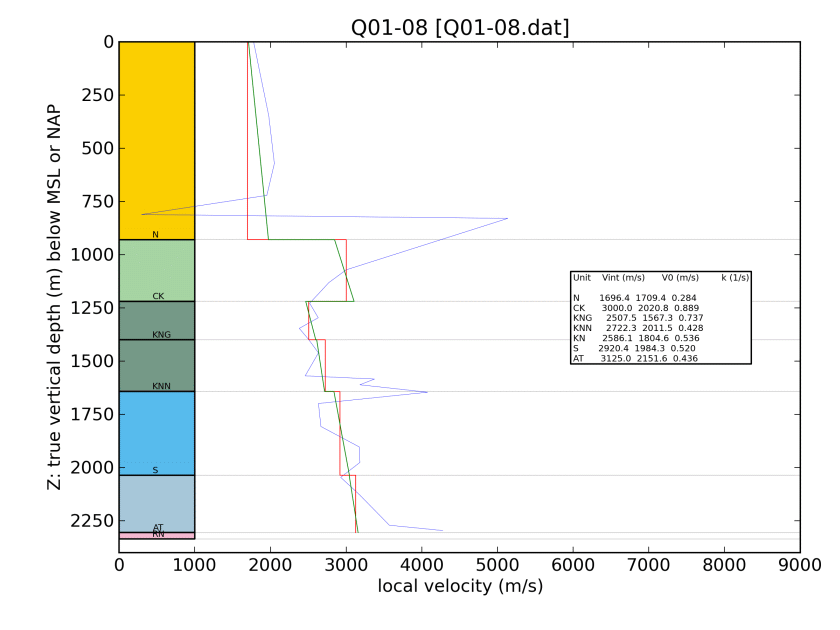 Q01-08 [Q01-08.dat]
Z: true vertical depth (m) below MSL or NAP
0
250
500
750
1000
1250
1500
1750
2000
2250
N
CK
KNG
KNN
S
AT
RN
Unit Vint (m/s) V0 (m/s) k (1/s)
N 1696.4 1709.4 0.284
CK 3000.0 2020.8 0.889
KNG 2507.5 1567.3 0.737
KNN 2722.3 2011.5 0.428
KN 2586.1 1804.6 0.536
S 2920.4 1984.3 0.520
AT 3125.0 2151.6 0.436
0 1000 2000 3000 4000 5000 6000 7000 8000 9000
local velocity (m/s)